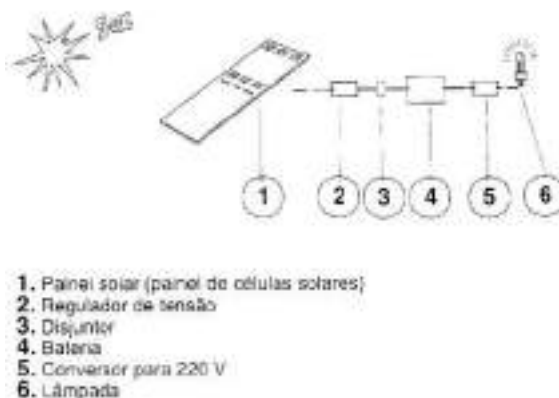 Sol
1 2 3 4 5 6
1. Painel solar (painel de células solares)
2. Regulador de tensão
3. Disjuntor
4. Bateria
5. Conversor para 220 V
6. Lâmpada